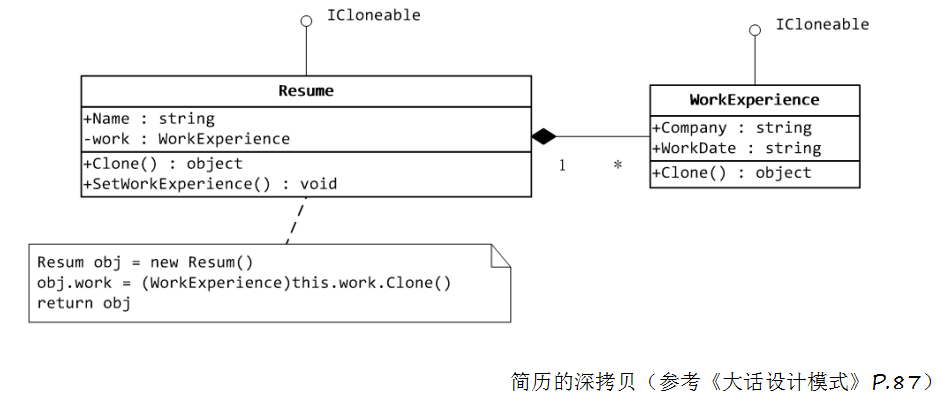 ICloneable
Resume
+Name : string
-work : WorkExperience
+Clone() : object
+SetWorkExperience() : void
1
*
ICloneable
WorkExperience
+Company : string
+WorkDate : string
+Clone() : object
Resum obj = new Resum()
obj.work = (WorkExperience)this.work.Clone()
return obj
简历的深拷贝（参考《大话设计模式》P.87）